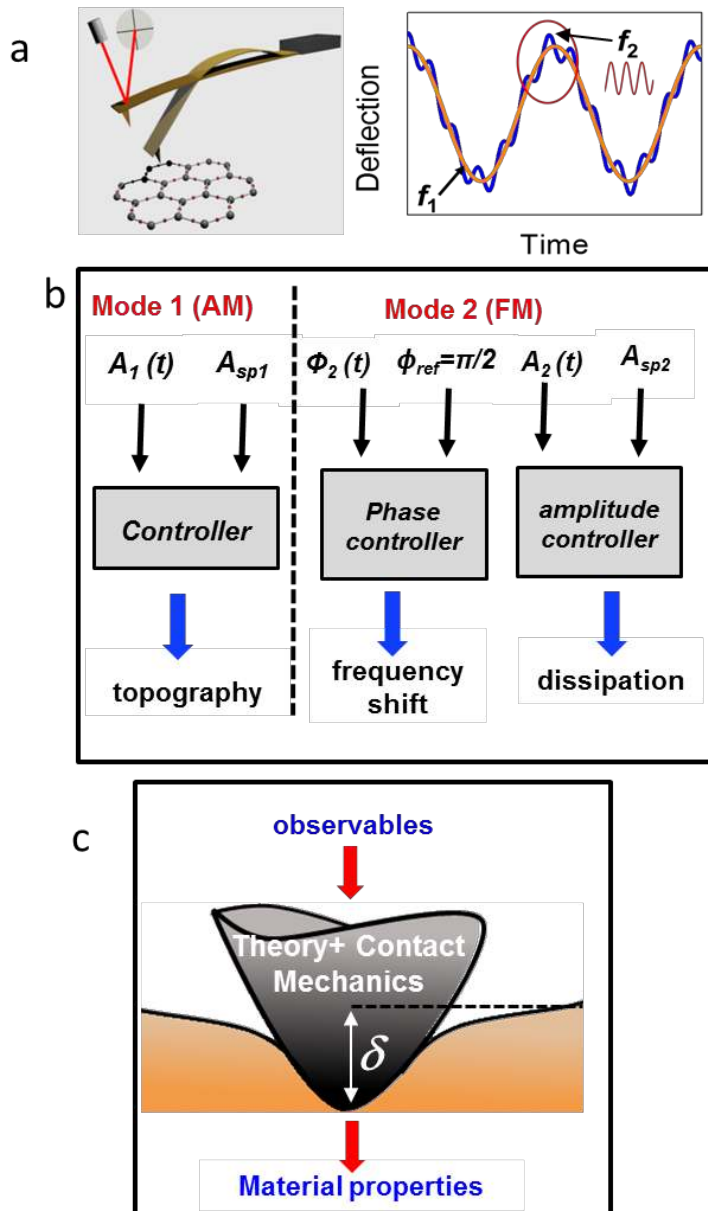 a
f₂
f₁
Deflection
Time
b
Mode 1 (AM)
Mode 2 (FM)
A₁ (t)
Aₛₚ₁
Φ₂ (t)
ϕᵣₑf=π/2
A₂ (t)
Aₛₚ₂
Controller
Phase
controller
amplitude
controller
topography
frequency
shift
dissipation
c
observables
Theory+ Contact
Mechanics
δ
Material properties